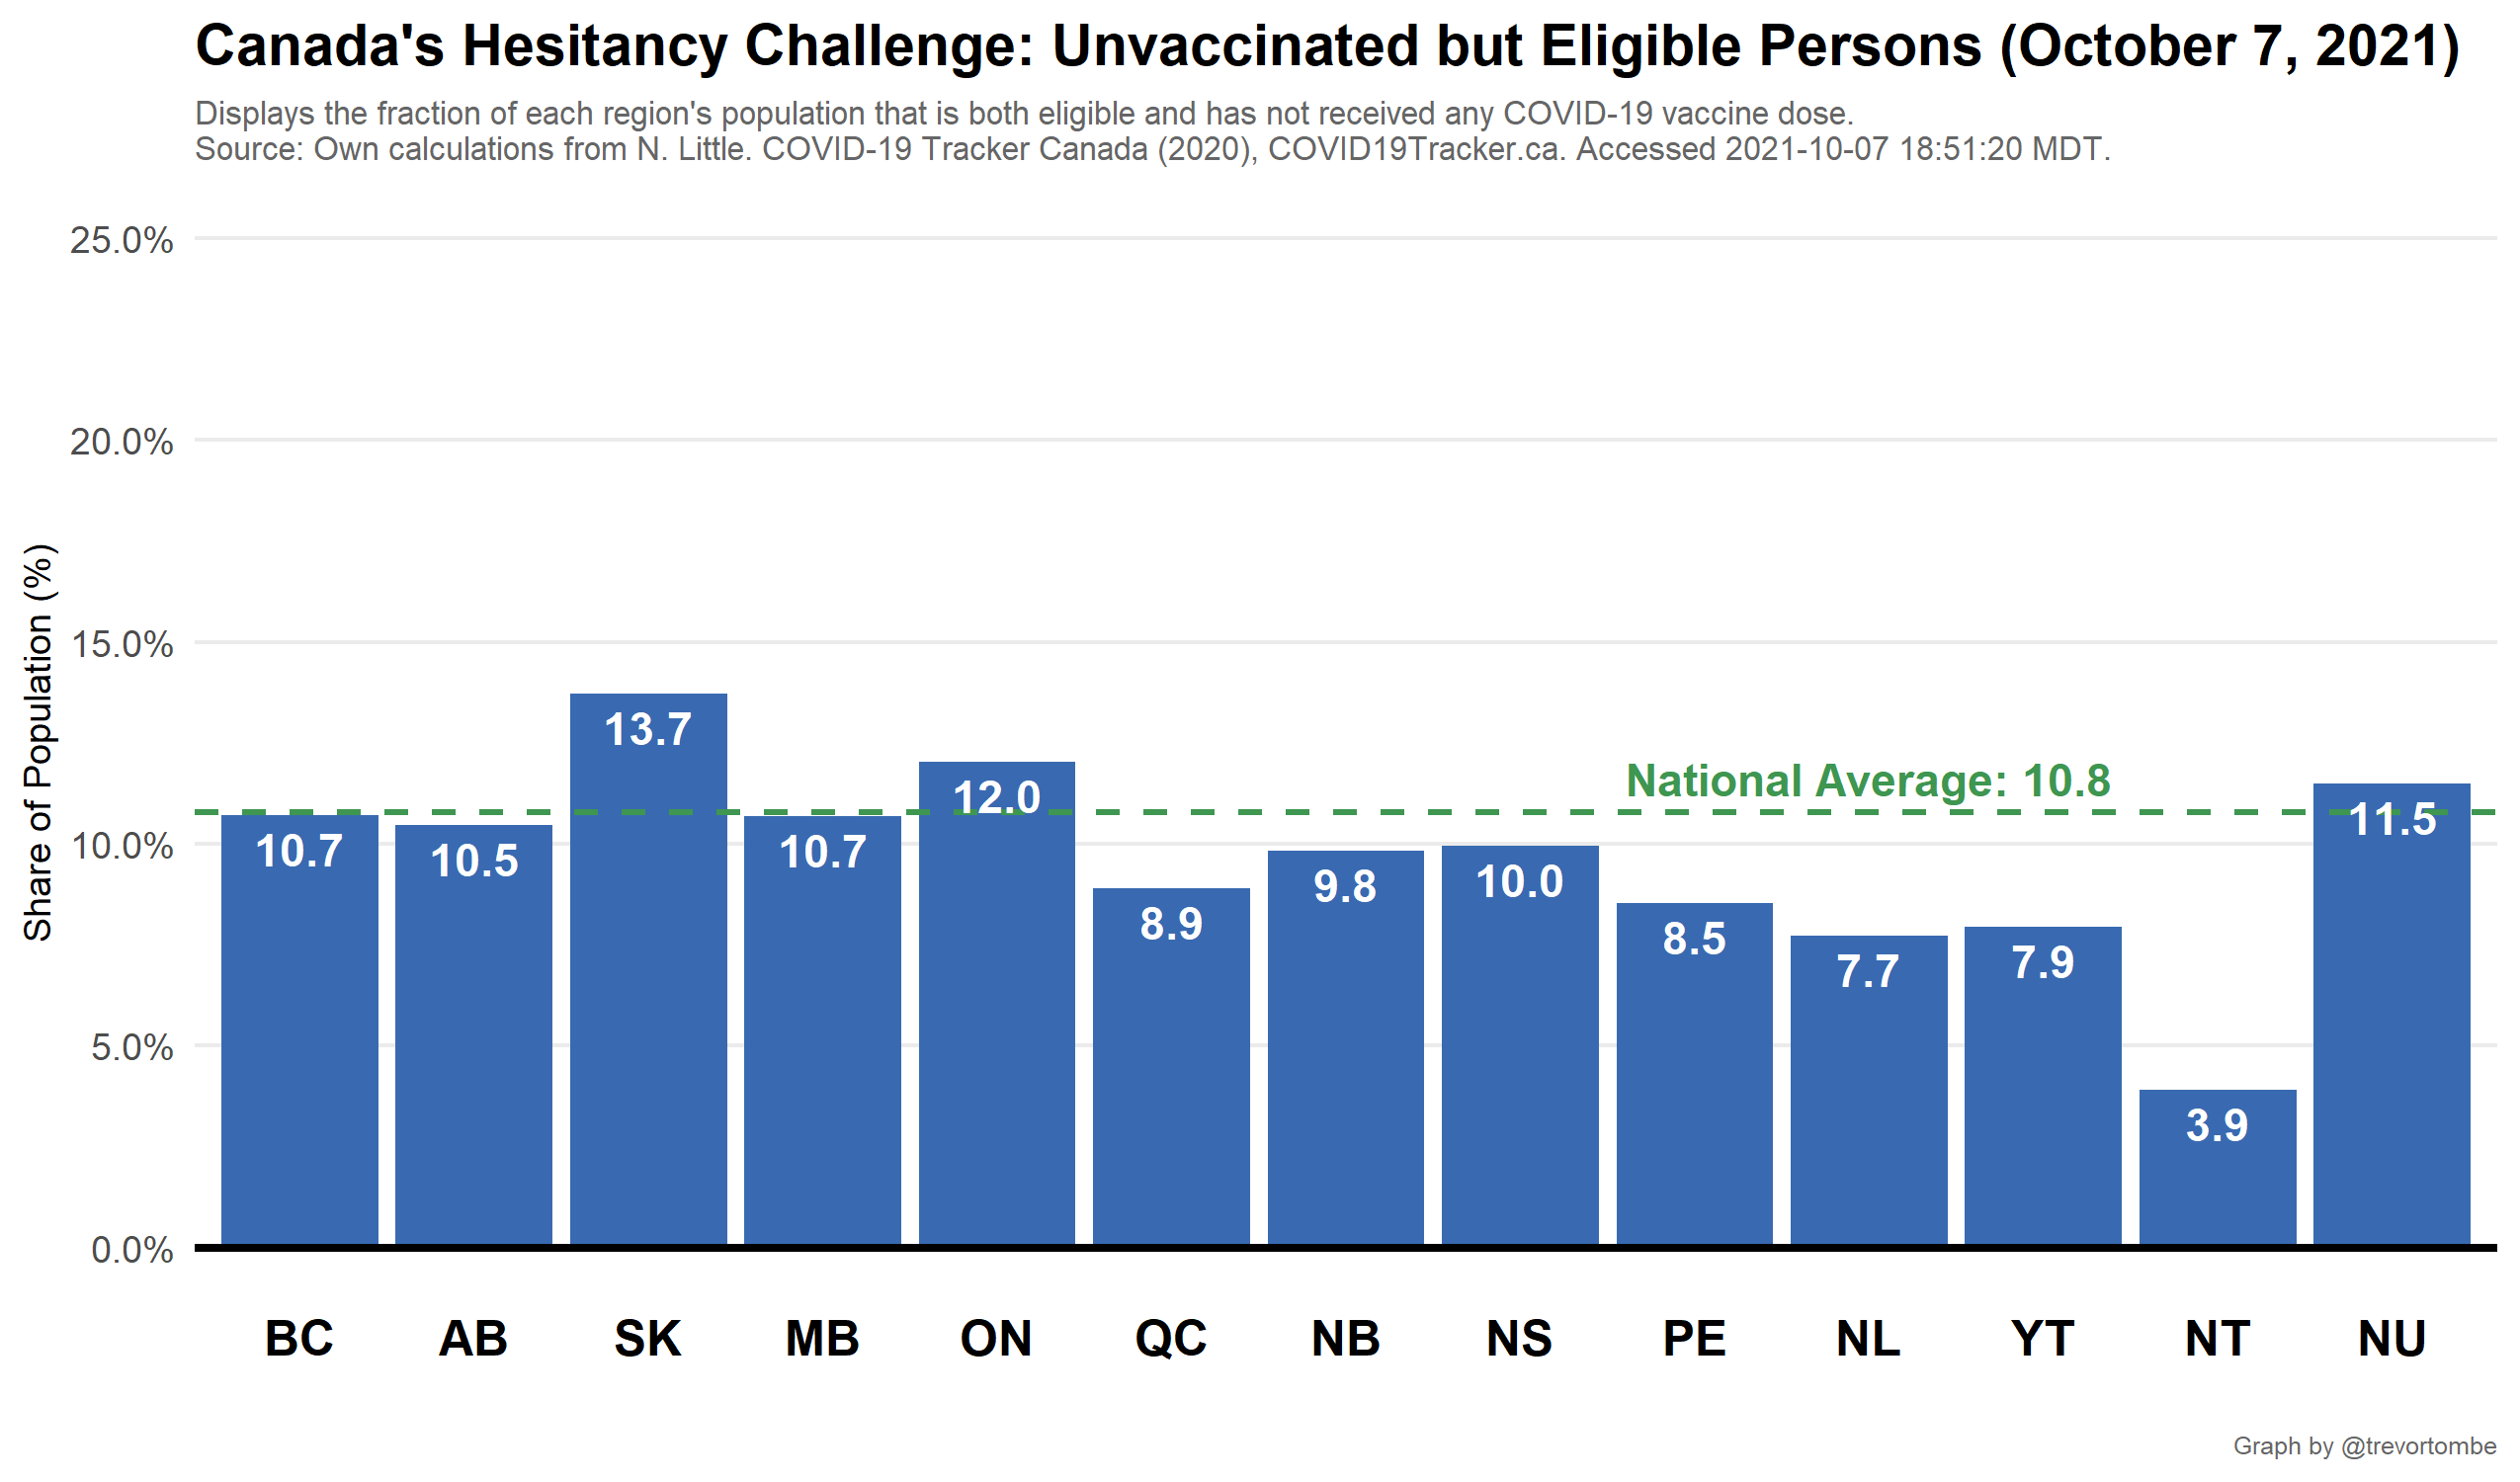 Canada's Hesitancy Challenge: Unvaccinated but Eligible Persons (October 7, 2021)
Displays the fraction of each region's population that is both eligible and has not received any COVID-19 vaccine dose.
Source: Own calculations from N. Little. COVID-19 Tracker Canada (2020), COVID19Tracker.ca. Accessed 2021-10-07 18:51:20 MDT.
Share of Population (%)
25.0%
20.0%
15.0%
10.0%
5.0%
0.0%
National Average: 10.8
10.7
10.5
13.7
10.7
12.0
8.9
9.8
10.0
8.5
7.7
7.9
3.9
11.5
BC
AB
SK
MB
ON
QC
NB
NS
PE
NL
YT
NT
NU
Graph by @trevortombe